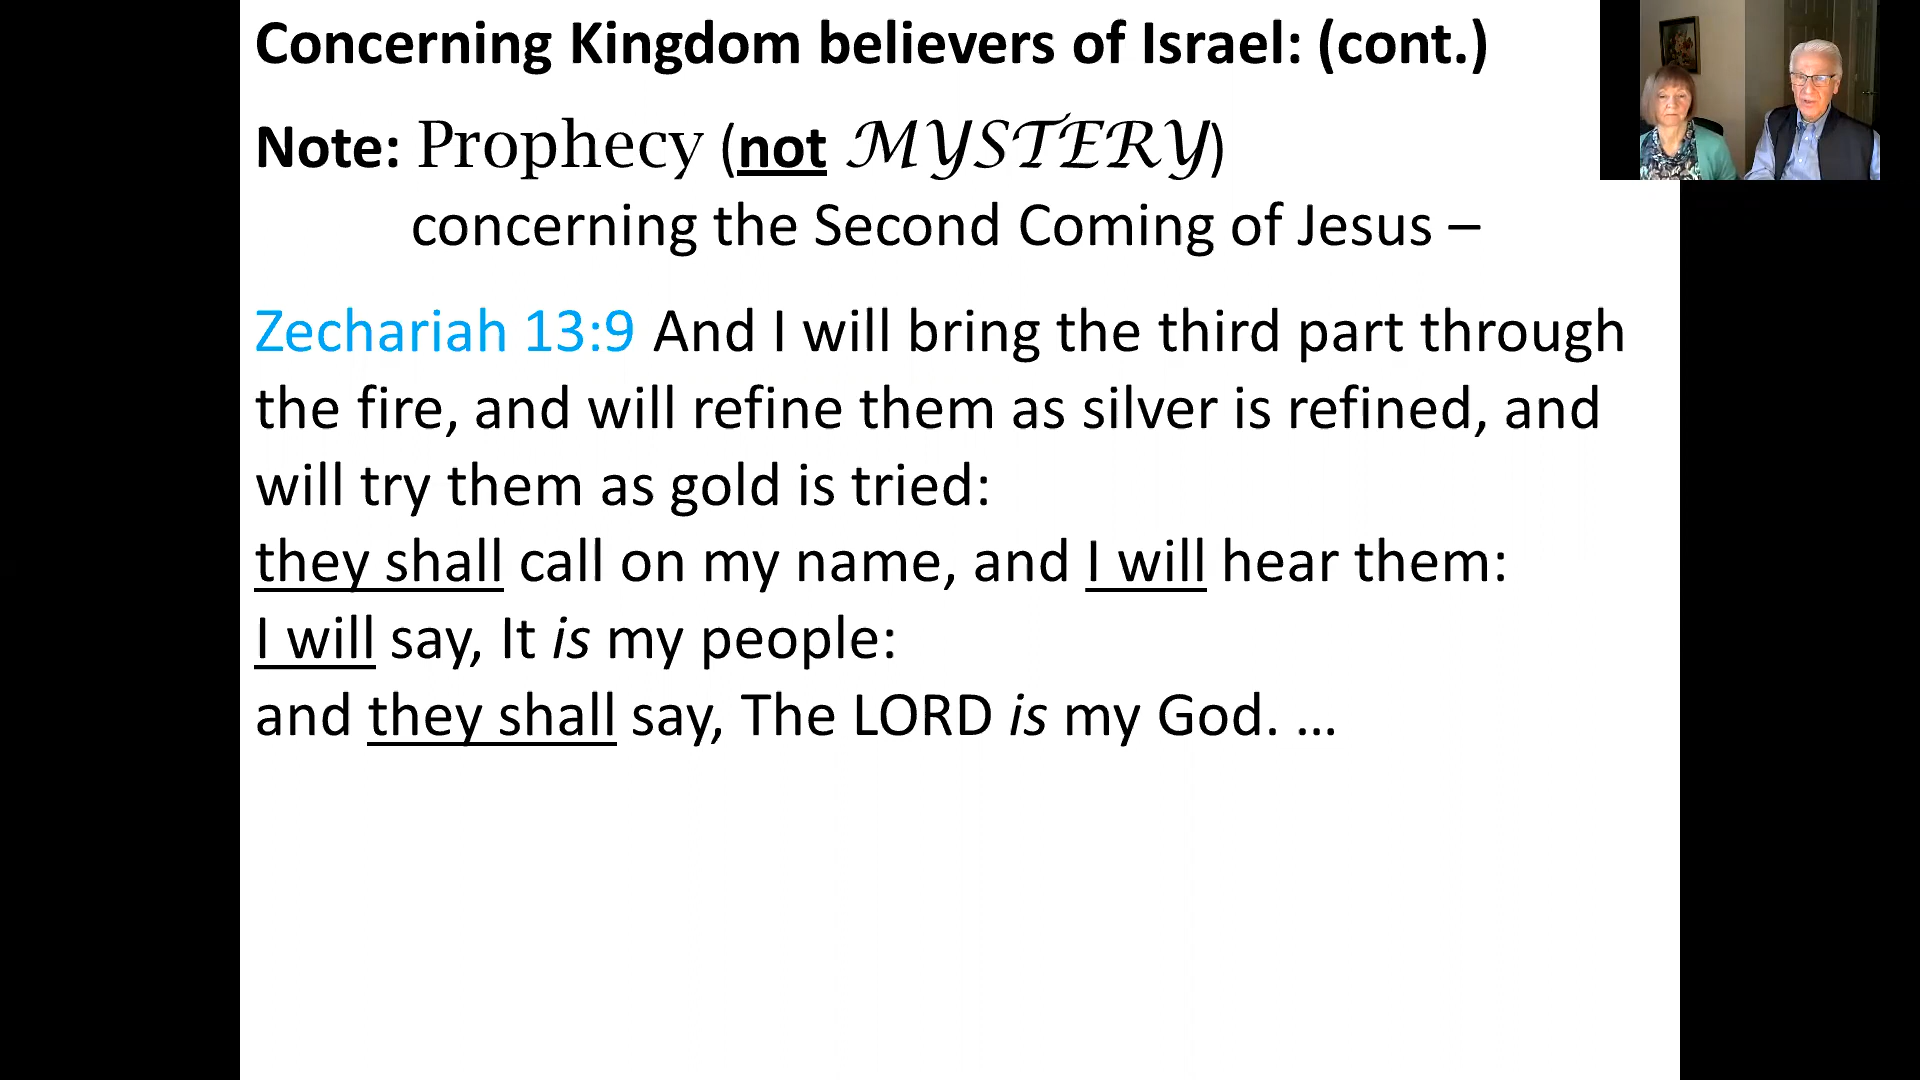 Concerning Kingdom believers of Israel: (cont.)
Note: Prophecy (not MYSTERY)
concerning the Second Coming of Jesus –
Zechariah 13:9 And I will bring the third part through
the fire, and will refine them as silver is refined, and
will try them as gold is tried:
they shall call on my name, and I will hear them:
I will say, It is my people:
and they shall say, The LORD is my God. ...